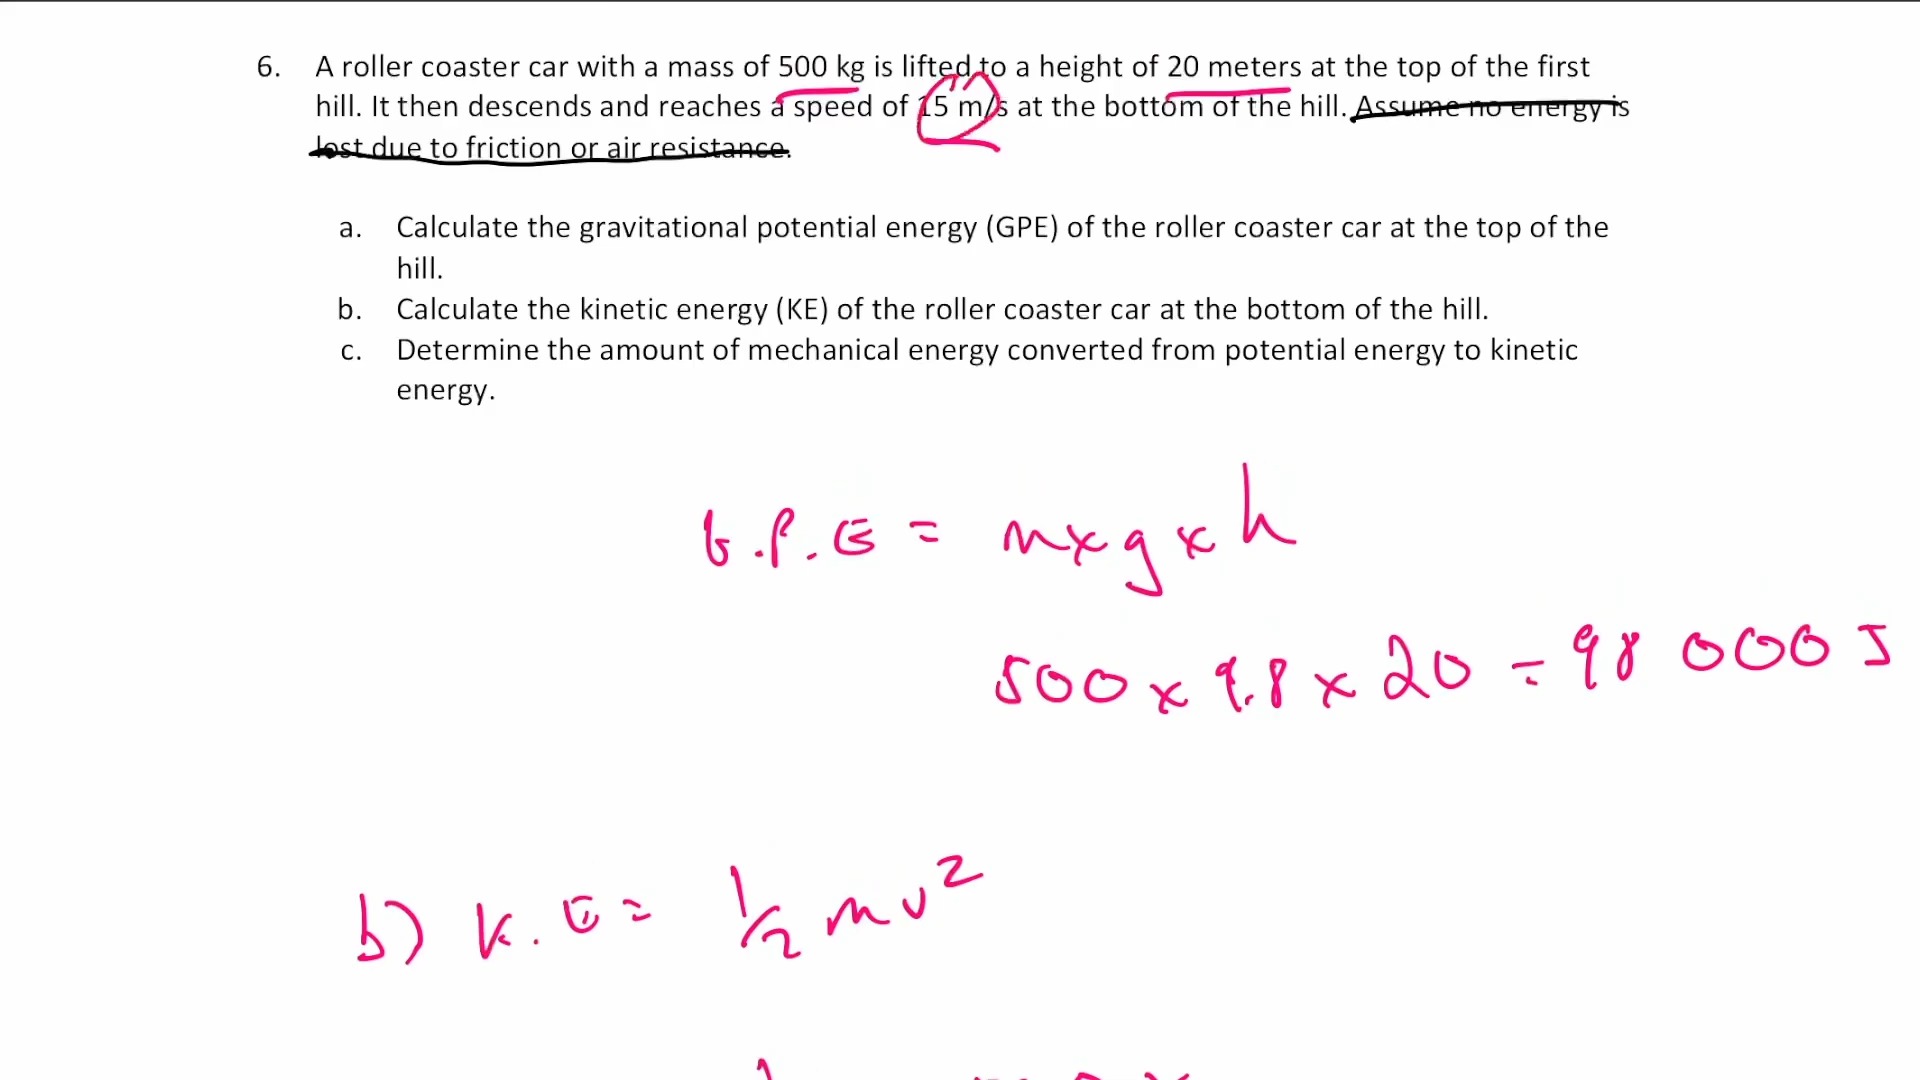 6. A roller coaster car with a mass of 500 kg is lifted to a height of 20 meters at the top of the first
hill. It then descends and reaches a speed of 15 m/s at the bottom of the hill. Assume no energy is
lost due to friction or air resistance.
a. Calculate the gravitational potential energy (GPE) of the roller coaster car at the top of the
hill.
b. Calculate the kinetic energy (KE) of the roller coaster car at the bottom of the hill.
c. Determine the amount of mechanical energy converted from potential energy to kinetic
energy.
G.P.E = m×g×h
500 × 9.8 × 20 = 98 000 J
b) K.E = 1/2 mv²